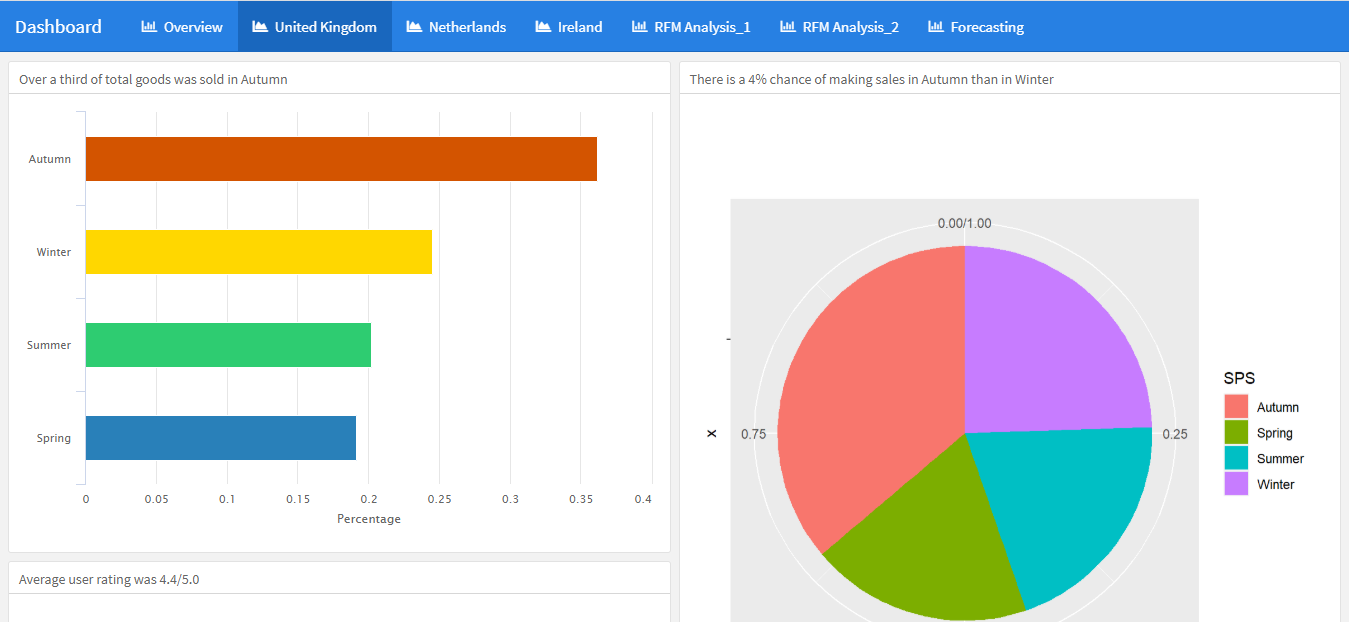 Dashboard Overview United Kingdom Netherlands Ireland RFM Analysis_1 RFM Analysis_2 Forecasting
Over a third of total goods was sold in Autumn
Autumn
Winter
Summer
Spring
0 0.05 0.1 0.15 0.2 0.25 0.3 0.35 0.4
Percentage
Average user rating was 4.4/5.0
There is a 4% chance of making sales in Autumn than in Winter
0.00/1.00
x
0.75
0.25
SPS
Autumn
Spring
Summer
Winter